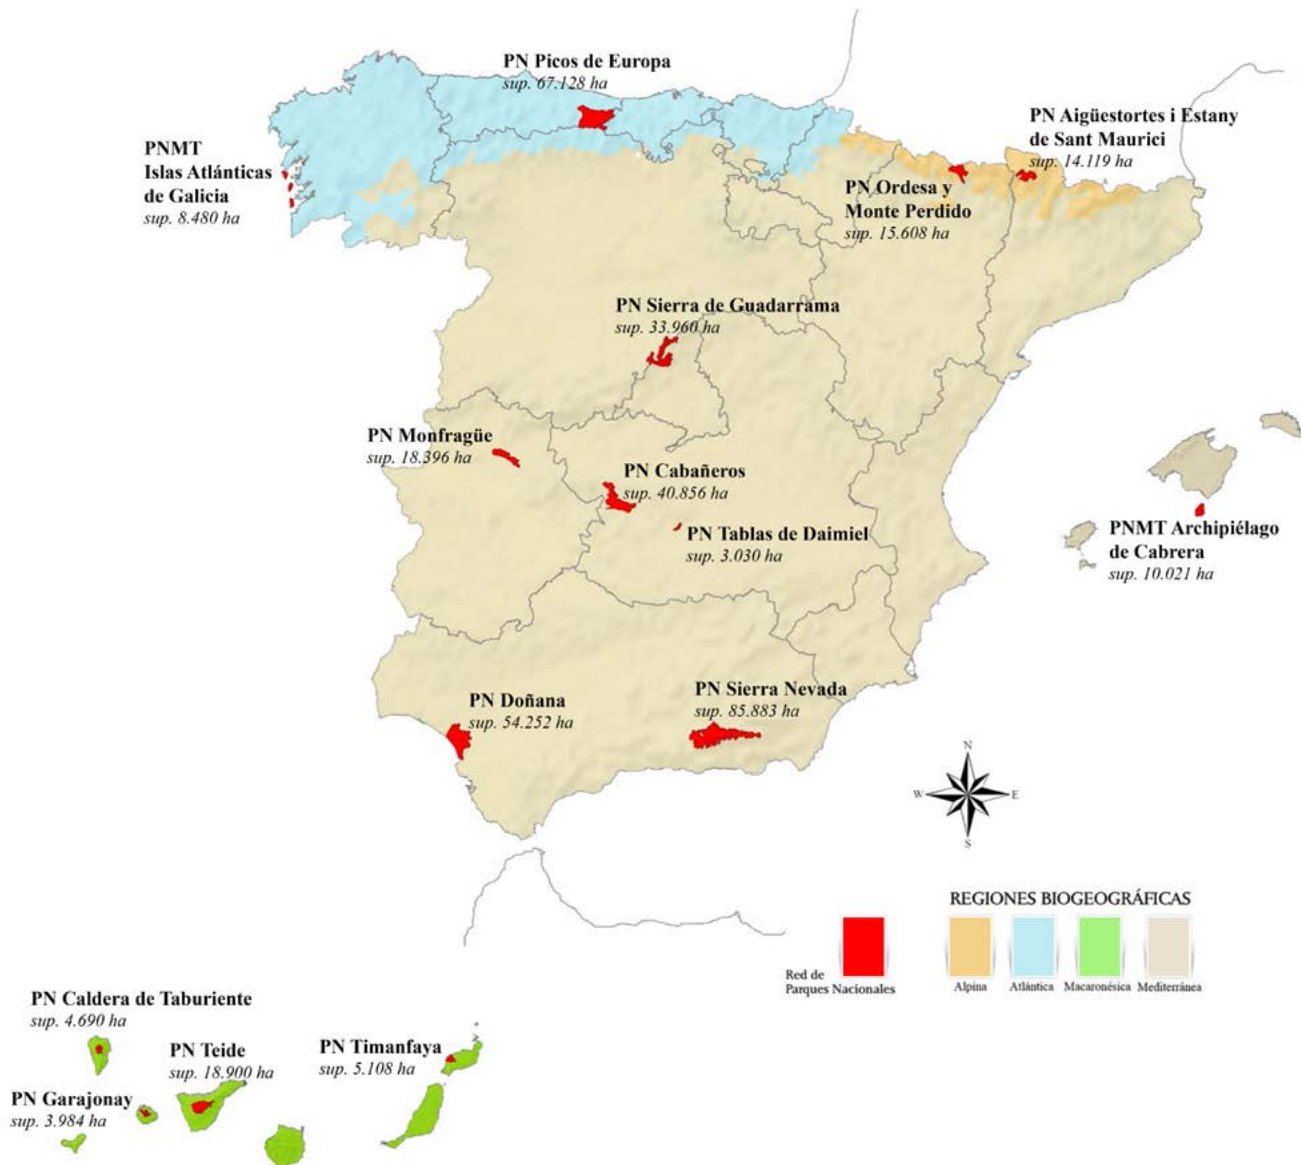 PN Picos de Europa
sup. 67.128 ha
PNMT
Islas Atlánticas
de Galicia
sup. 8.480 ha
PN Aigüestortes i Estany
de Sant Maurici
sup. 14.119 ha
PN Ordesa y
Monte Perdido
sup. 15.608 ha
PN Sierra de Guadarrama
sup. 33.960 ha
PN Monfragüe
sup. 18.396 ha
PN Cabañeros
sup. 40.856 ha
PN Tablas de Daimiel
sup. 3.030 ha
PNMT Archipiélago
de Cabrera
sup. 10.021 ha
PN Doñana
sup. 54.252 ha
PN Sierra Nevada
sup. 85.883 ha
N
W
E
S
REGIONES BIOGEOGRÁFICAS
Red de
Parques Nacionales
Alpina
Atlántica
Macaronésica
Mediterránea
PN Caldera de Taburiente
sup. 4.690 ha
PN Teide
sup. 18.900 ha
PN Timanfaya
sup. 5.108 ha
PN Garajonay
sup. 3.984 ha